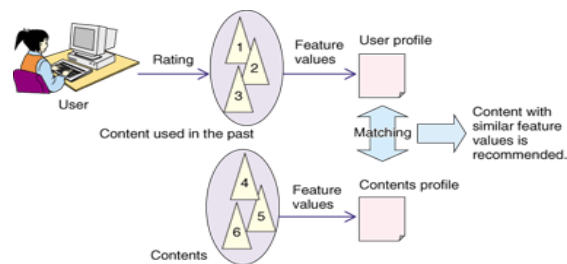 User
Rating
1
2
3
Content used in the past
Feature
values
User profile
Matching
Content with
similar feature
values is
recommended.
4
5
6
Contents
Feature
values
Contents profile